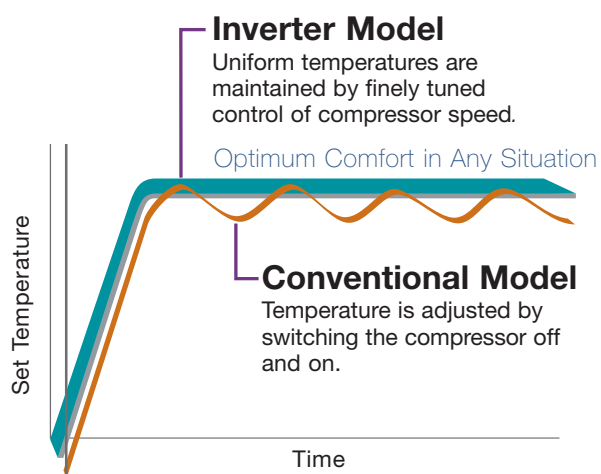 Inverter Model
Uniform temperatures are
maintained by finely tuned
control of compressor speed.
Optimum Comfort in Any Situation
Set Temperature
Conventional Model
Temperature is adjusted by
switching the compressor off
and on.
Time